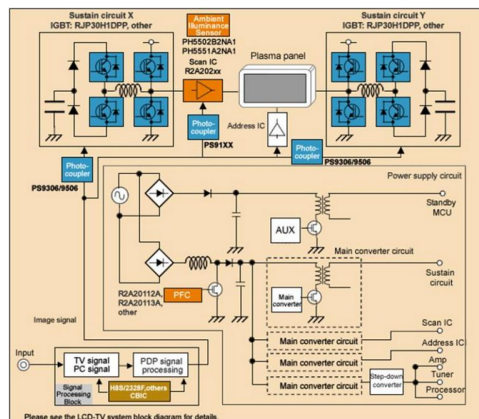 Sustain circuit X
IGBT: RJP30H1DPP, other
Ambient
Illuminance
Sensor
PH5502B2NA1
PH5551A2NA1
Scan IC
R2A202xx
Plasma panel
Sustain circuit Y
IGBT: RJP30H1DPP, other
Photo-
coupler
PS91XX
Address IC
Photo-
coupler
PS9306/9506
Photo-
coupler
PS9306/9506
Power supply circuit
Standby
MCU
AUX
Main converter circuit
Sustain
circuit
Main
converter
R2A20112A,
R2A20113A,
other
PFC
Image signal
Scan IC
Main converter circuit
Address IC
Main converter circuit
Amp
Main converter circuit
Step-down
converter
Tuner
Processor
Input
TV signal
PC signal
PDP signal
processing
Signal
Processing
Block
H8S/2329F,others
CBIC
Please see the LCD-TV system block diagram for details.